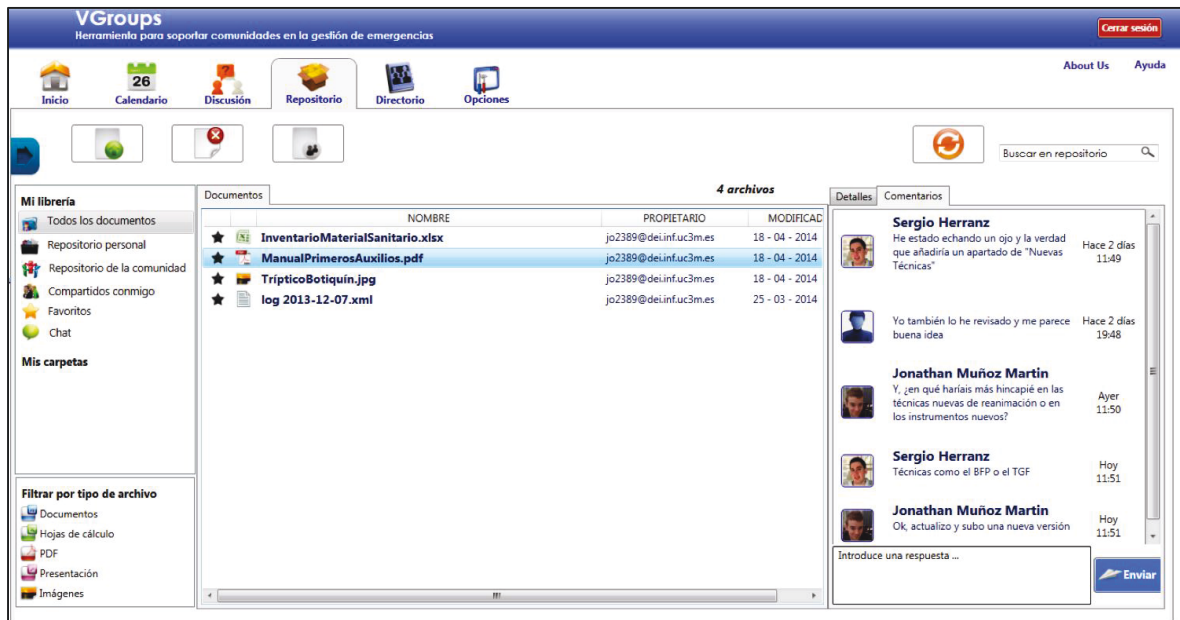 VGroups
Herramienta para soportar comunidades en la gestión de emergencias
Cerrar sesión
About Us Ayuda
26
Inicio Calendario Discusión Repositorio Directorio Opciones
Buscar en repositorio
Mi librería
Todos los documentos
Repositorio personal
Repositorio de la comunidad
Compartidos conmigo
Favoritos
Chat
Mis carpetas
Filtrar por tipo de archivo
Documentos
Hojas de cálculo
PDF
Presentación
Imágenes
Documentos
4 archivos
NOMBRE PROPIETARIO MODIFICAD
InventarioMaterialSanitario.xlsx jo2389@dei.inf.uc3m.es 18 - 04 - 2014
ManualPrimerosAuxilios.pdf jo2389@dei.inf.uc3m.es 18 - 04 - 2014
TrípticoBotiquín.jpg jo2389@dei.inf.uc3m.es 18 - 04 - 2014
log 2013-12-07.xml jo2389@dei.inf.uc3m.es 25 - 03 - 2014
Detalles Comentarios
Sergio Herranz
He estado echando un ojo y la verdad
que añadiría un apartado de "Nuevas
Técnicas"
Hace 2 días
11:49
Yo también lo he revisado y me parece
buena idea
Hace 2 días
19:48
Jonathan Muñoz Martin
Y, ¿en qué haríais más hincapié en las
técnicas nuevas de reanimación o en
los instrumentos nuevos?
Ayer
11:50
Sergio Herranz
Técnicas como el BFP o el TGF
Hoy
11:51
Jonathan Muñoz Martin
Ok, actualizo y subo una nueva versión
Hoy
11:51
Introduce una respuesta ...
Enviar